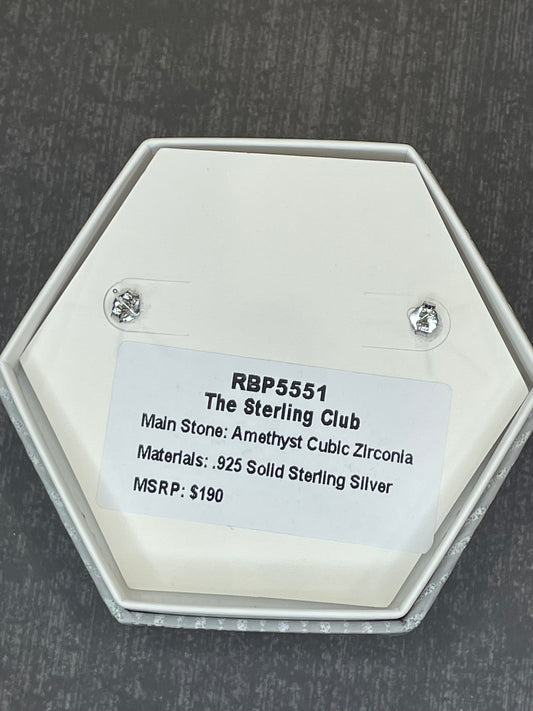 RBP5551
The Sterling Club
Main Stone: Amethyst Cubic Zirconia
Materials: .925 Solid Sterling Silver
MSRP: $190